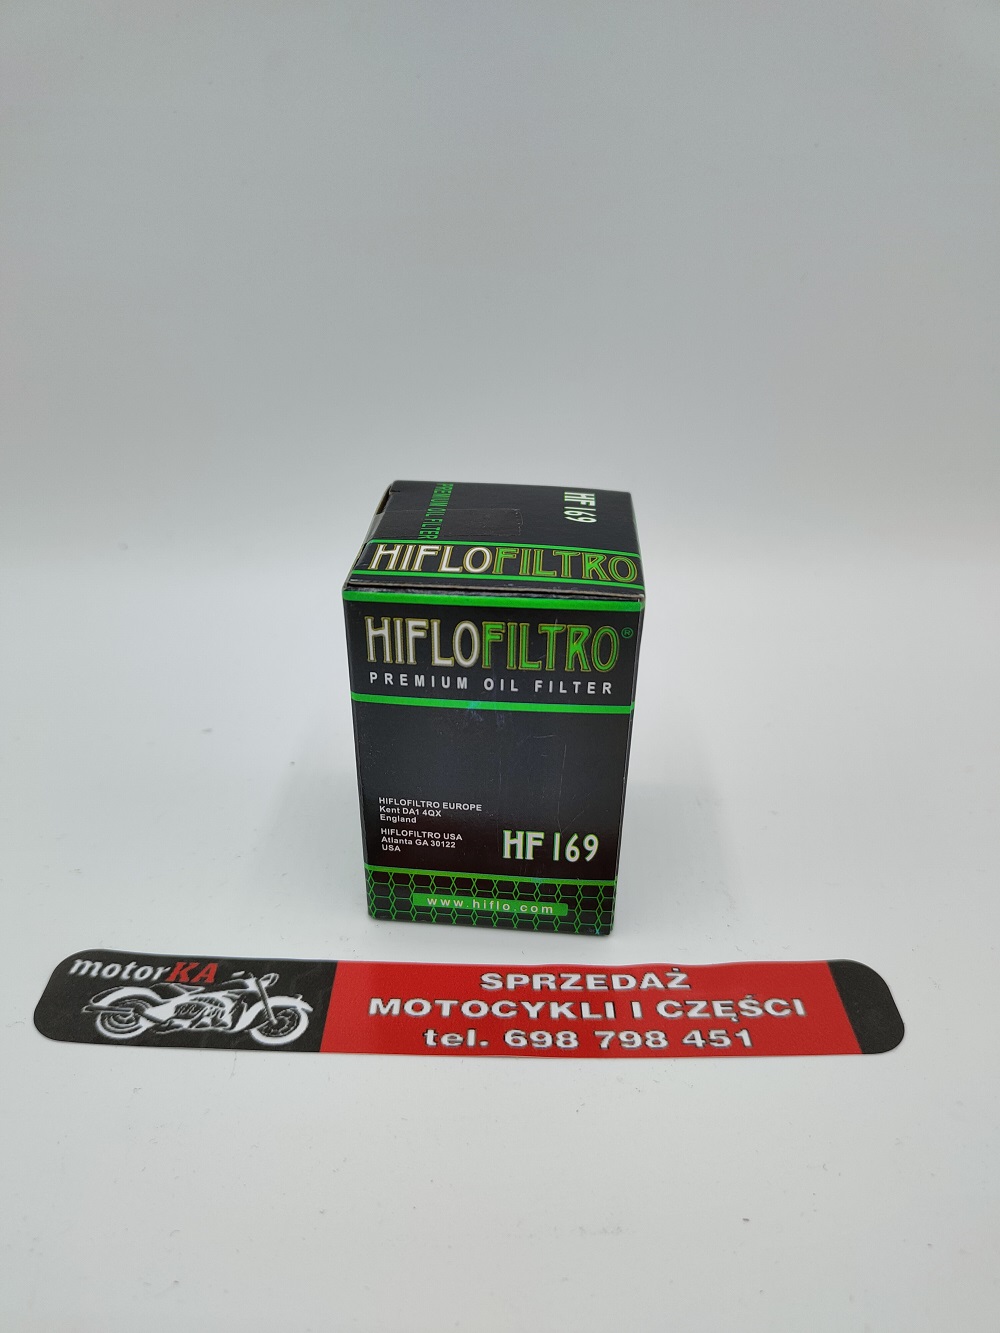 HF169
PREMIUM OIL FILTER
HIFLOFILTRO
HIFLOFILTRO®
PREMIUM OIL FILTER
HIFLOFILTRO EUROPE
Kent DA1 4QX
England
HIFLOFILTRO USA
Atlanta GA 30122
USA
HF169
www.hiflo.com
motorKA
SPRZEDAŻ
MOTOCYKLI I CZĘŚCI
tel. 698 798 451